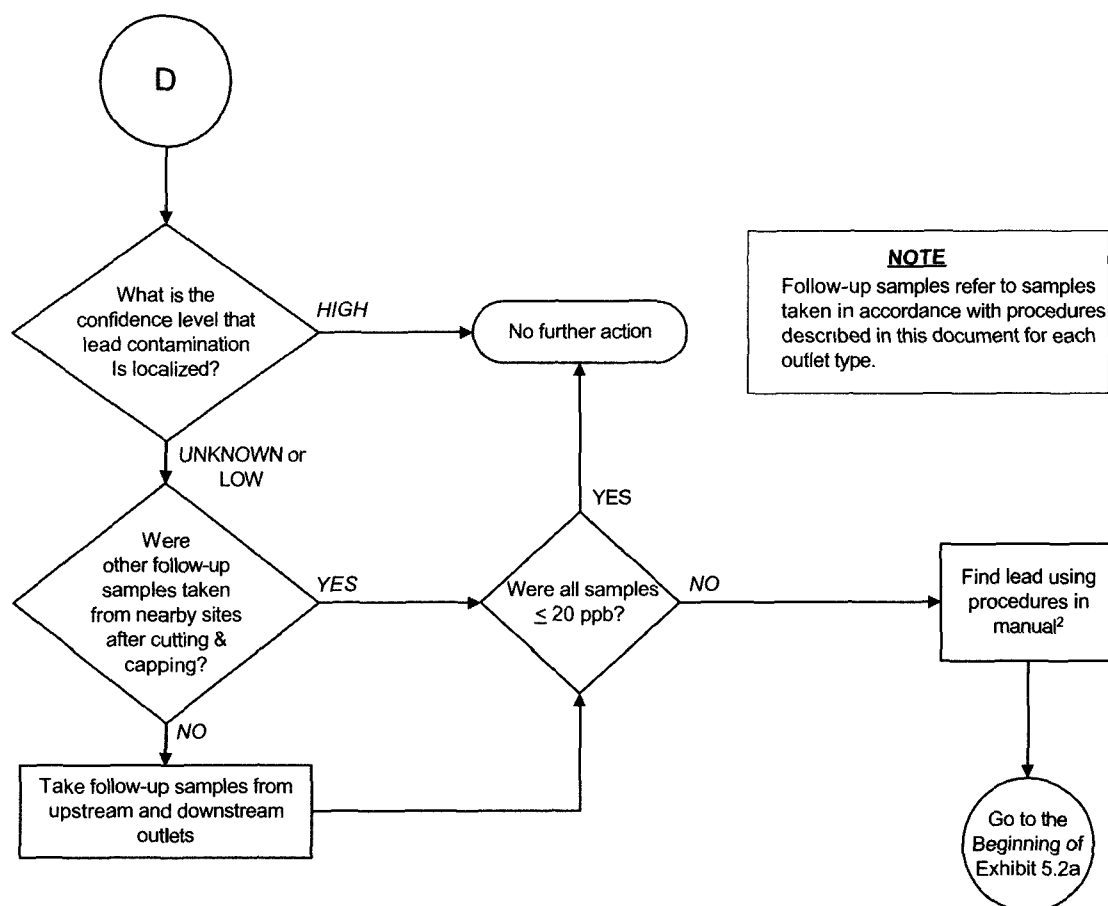 D
What is the
confidence level that
lead contamination
Is localized?
HIGH
No further action
NOTE
Follow-up samples refer to samples
taken in accordance with procedures
described in this document for each
outlet type.
UNKNOWN or
LOW
YES
Were
other follow-up
samples taken
from nearby sites
after cutting &
capping?
YES
Were all samples
≤ 20 ppb?
NO
Find lead using
procedures in
manual²
NO
Take follow-up samples from
upstream and downstream
outlets
Go to the
Beginning of
Exhibit 5.2a